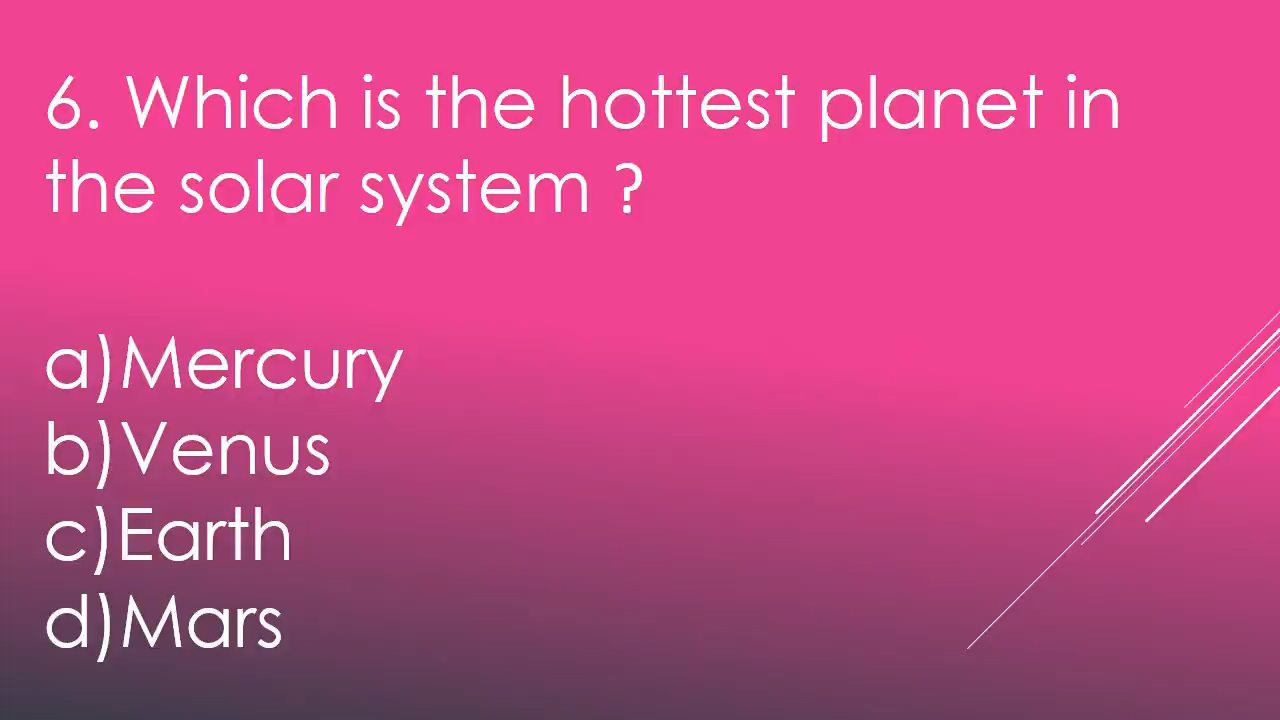 6. Which is the hottest planet in
the solar system ?
a)Mercury
b)Venus
c)Earth
d)Mars